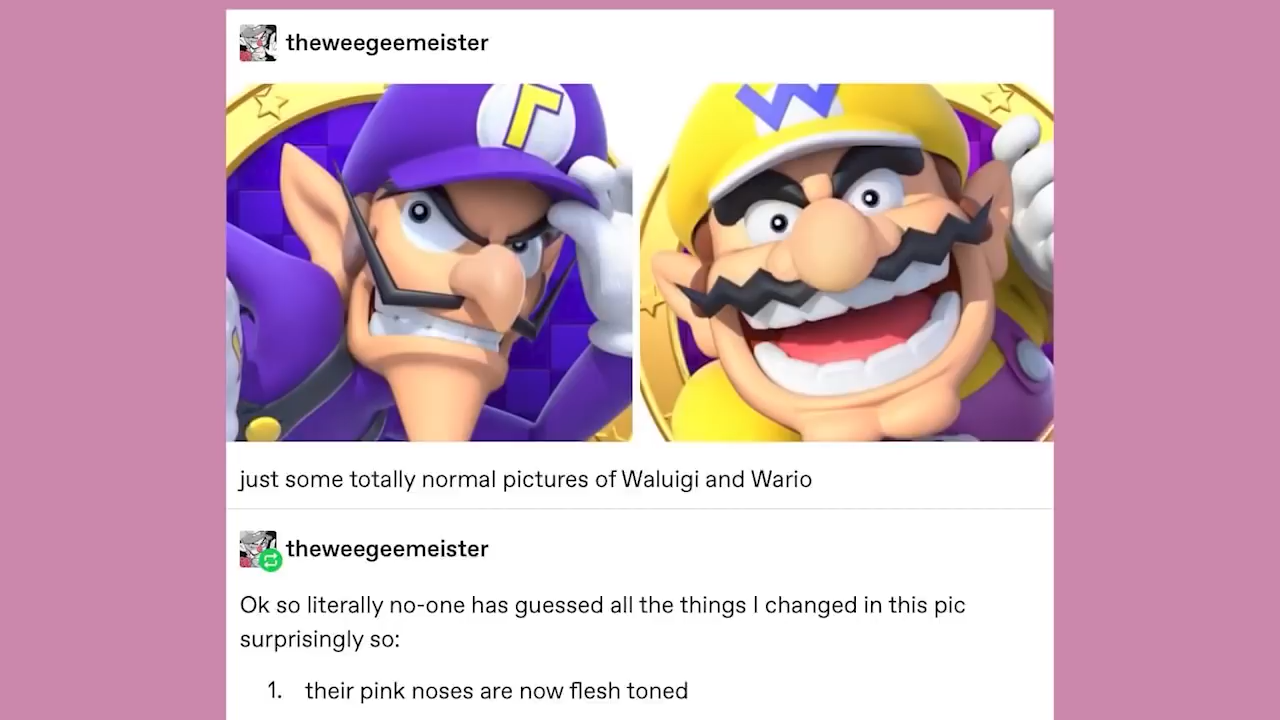 theweegeemeister
Γ
W
just some totally normal pictures of Waluigi and Wario
theweegeemeister
Ok so literally no-one has guessed all the things I changed in this pic
surprisingly so:
1. their pink noses are now flesh toned